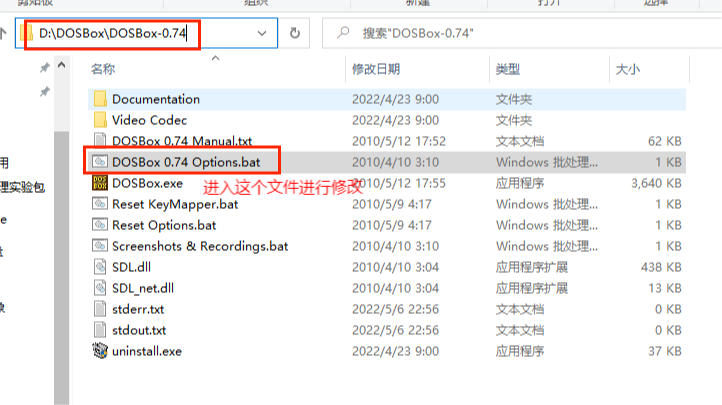 剪贴板 组织 新建 打开 选择
D:\DOSBox\DOSBox-0.74 搜索"DOSBox-0.74"
名称 修改日期 类型 大小
Documentation 2022/4/23 9:00 文件夹
Video Codec 2022/4/23 9:00 文件夹
DOSBox 0.74 Manual.txt 2010/5/12 17:52 文本文档 62 KB
用 DOSBox 0.74 Options.bat 2010/4/10 3:10 Windows 批处理... 1 KB
理实验包 DOSBox.exe 2010/5/12 17:55 应用程序 3,640 KB
进入这个文件进行修改
Reset KeyMapper.bat 2010/5/9 4:17 Windows 批处理... 1 KB
e Reset Options.bat 2010/5/9 4:17 Windows 批处理... 1 KB
Screenshots & Recordings.bat 2010/4/10 3:10 Windows 批处理... 1 KB
SDL.dll 2010/4/10 3:04 应用程序扩展 438 KB
SDL_net.dll 2010/4/10 3:04 应用程序扩展 13 KB
stderr.txt 2022/5/6 22:56 文本文档 0 KB
stdout.txt 2022/5/6 22:56 文本文档 0 KB
uninstall.exe 2022/4/23 9:00 应用程序 37 KB